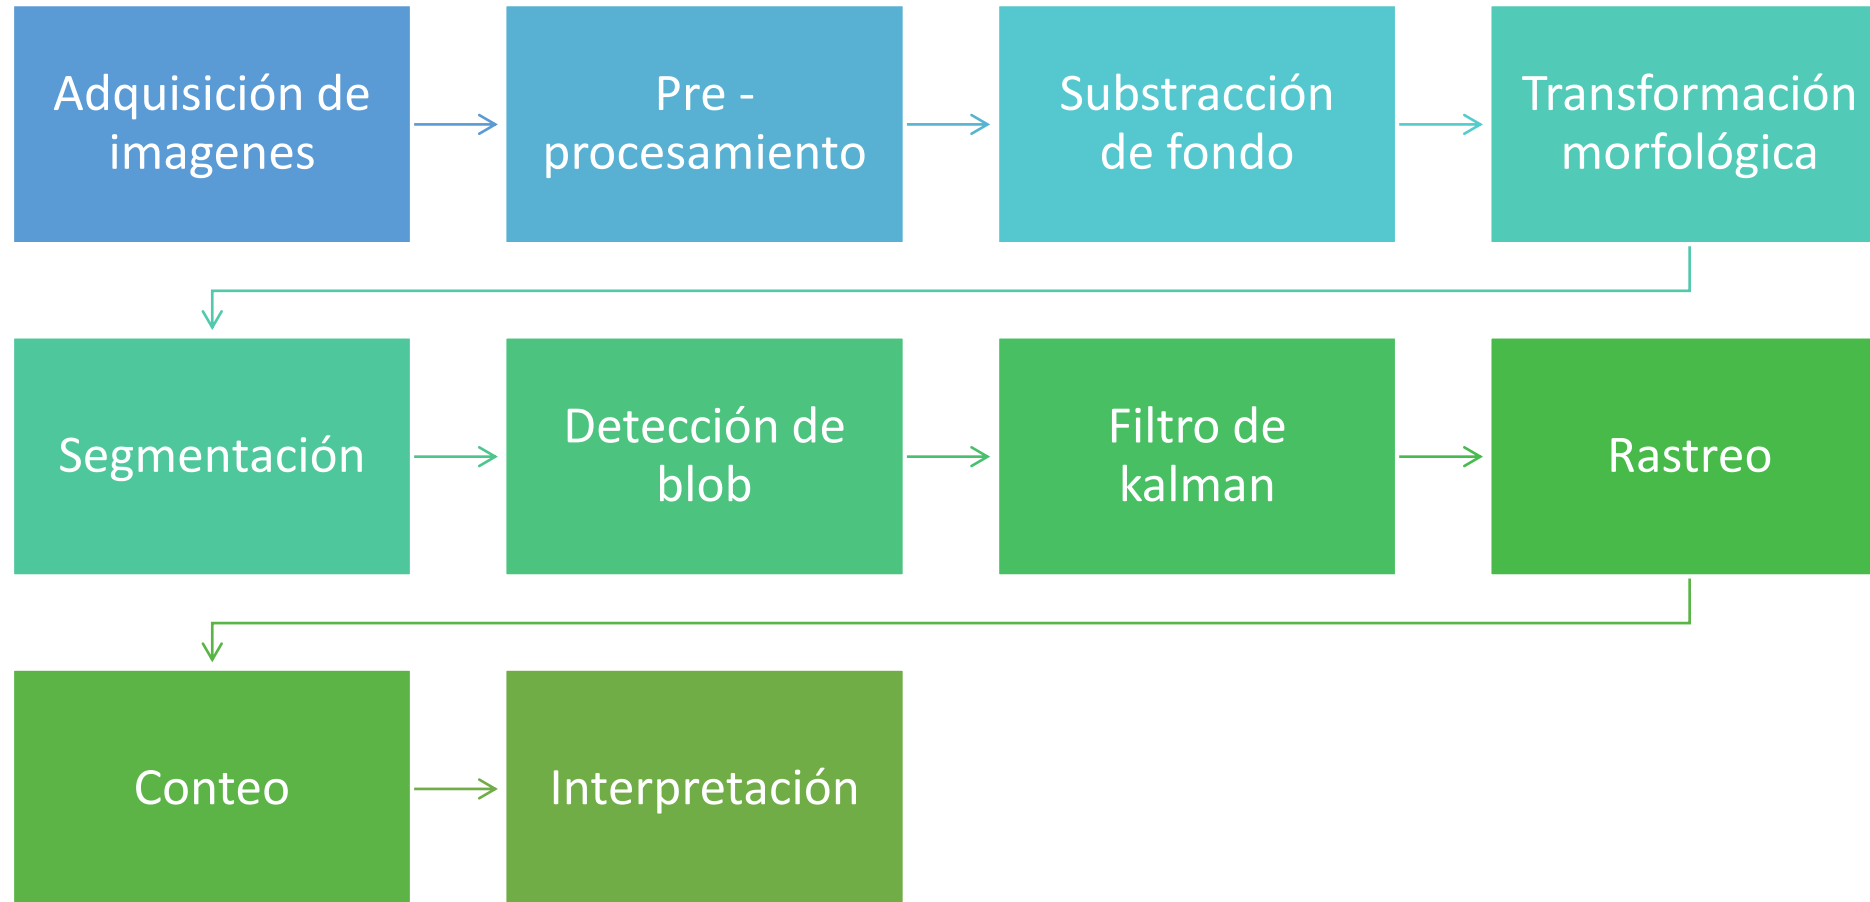 Adquisición de
imagenes
Pre -
procesamiento
Substracción
de fondo
Transformación
morfológica
Segmentación
Detección de
blob
Filtro de
kalman
Rastreo
Conteo
Interpretación